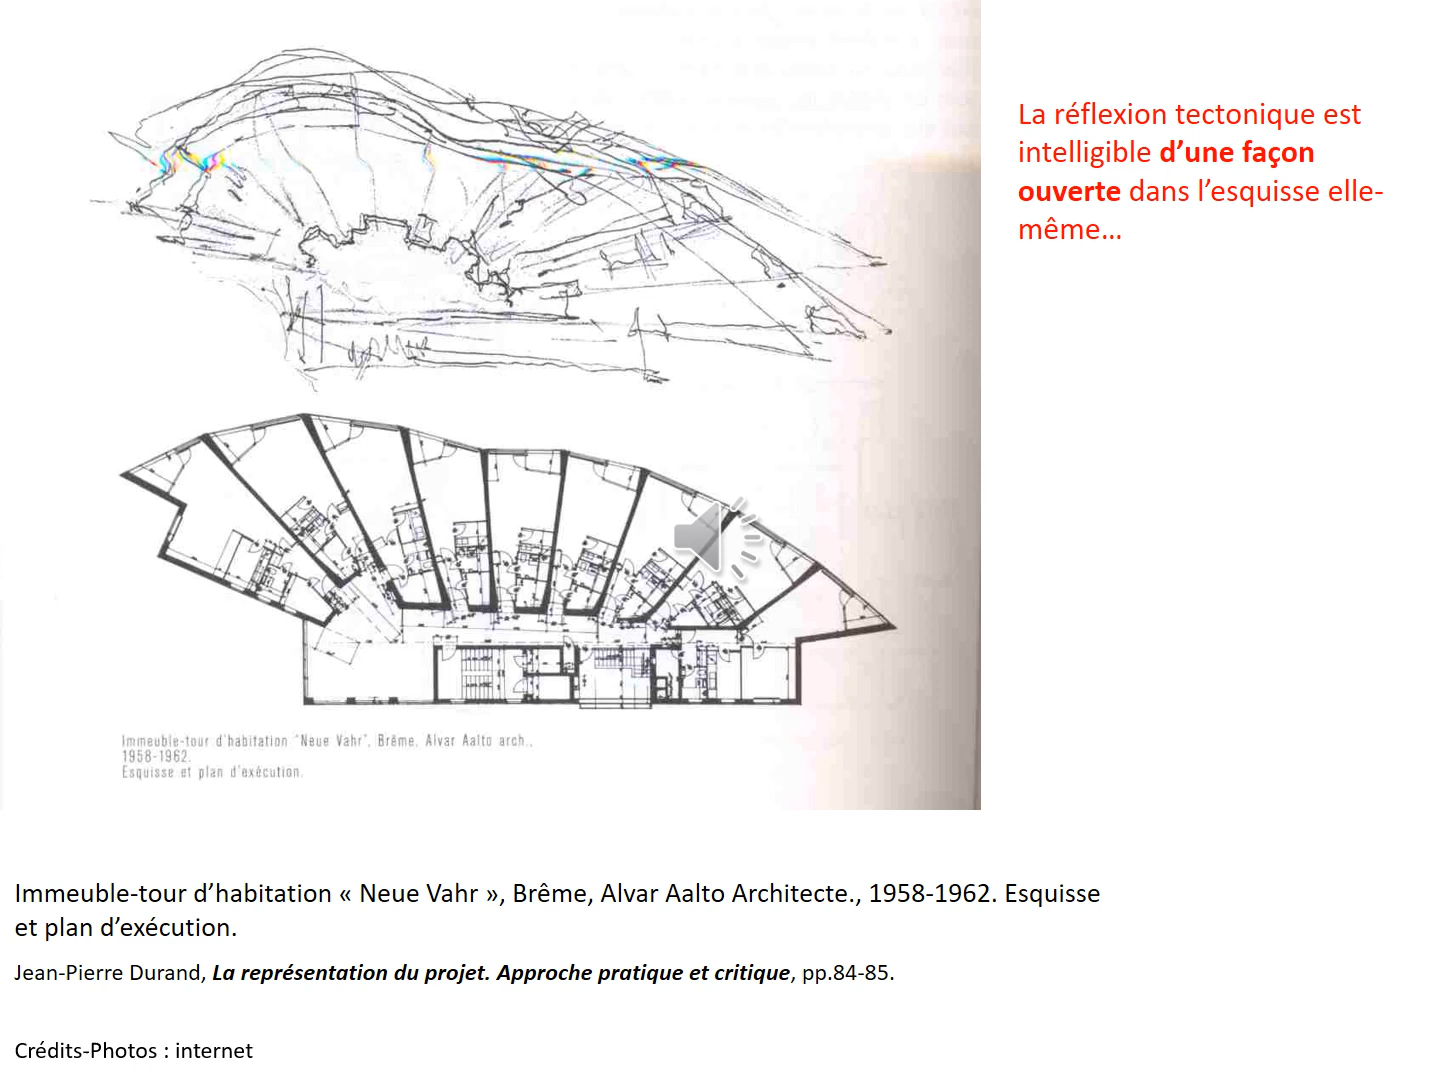 La réflexion tectonique est
intelligible d’une façon
ouverte dans l’esquisse elle-
même…
Immeuble-tour d'habitation "Neue Vahr", Brême, Alvar Aalto arch.,
1958-1962.
Esquisse et plan d'exécution.
Immeuble-tour d’habitation « Neue Vahr », Brême, Alvar Aalto Architecte., 1958-1962. Esquisse
et plan d’exécution.
Jean-Pierre Durand, La représentation du projet. Approche pratique et critique, pp.84-85.
Crédits-Photos : internet